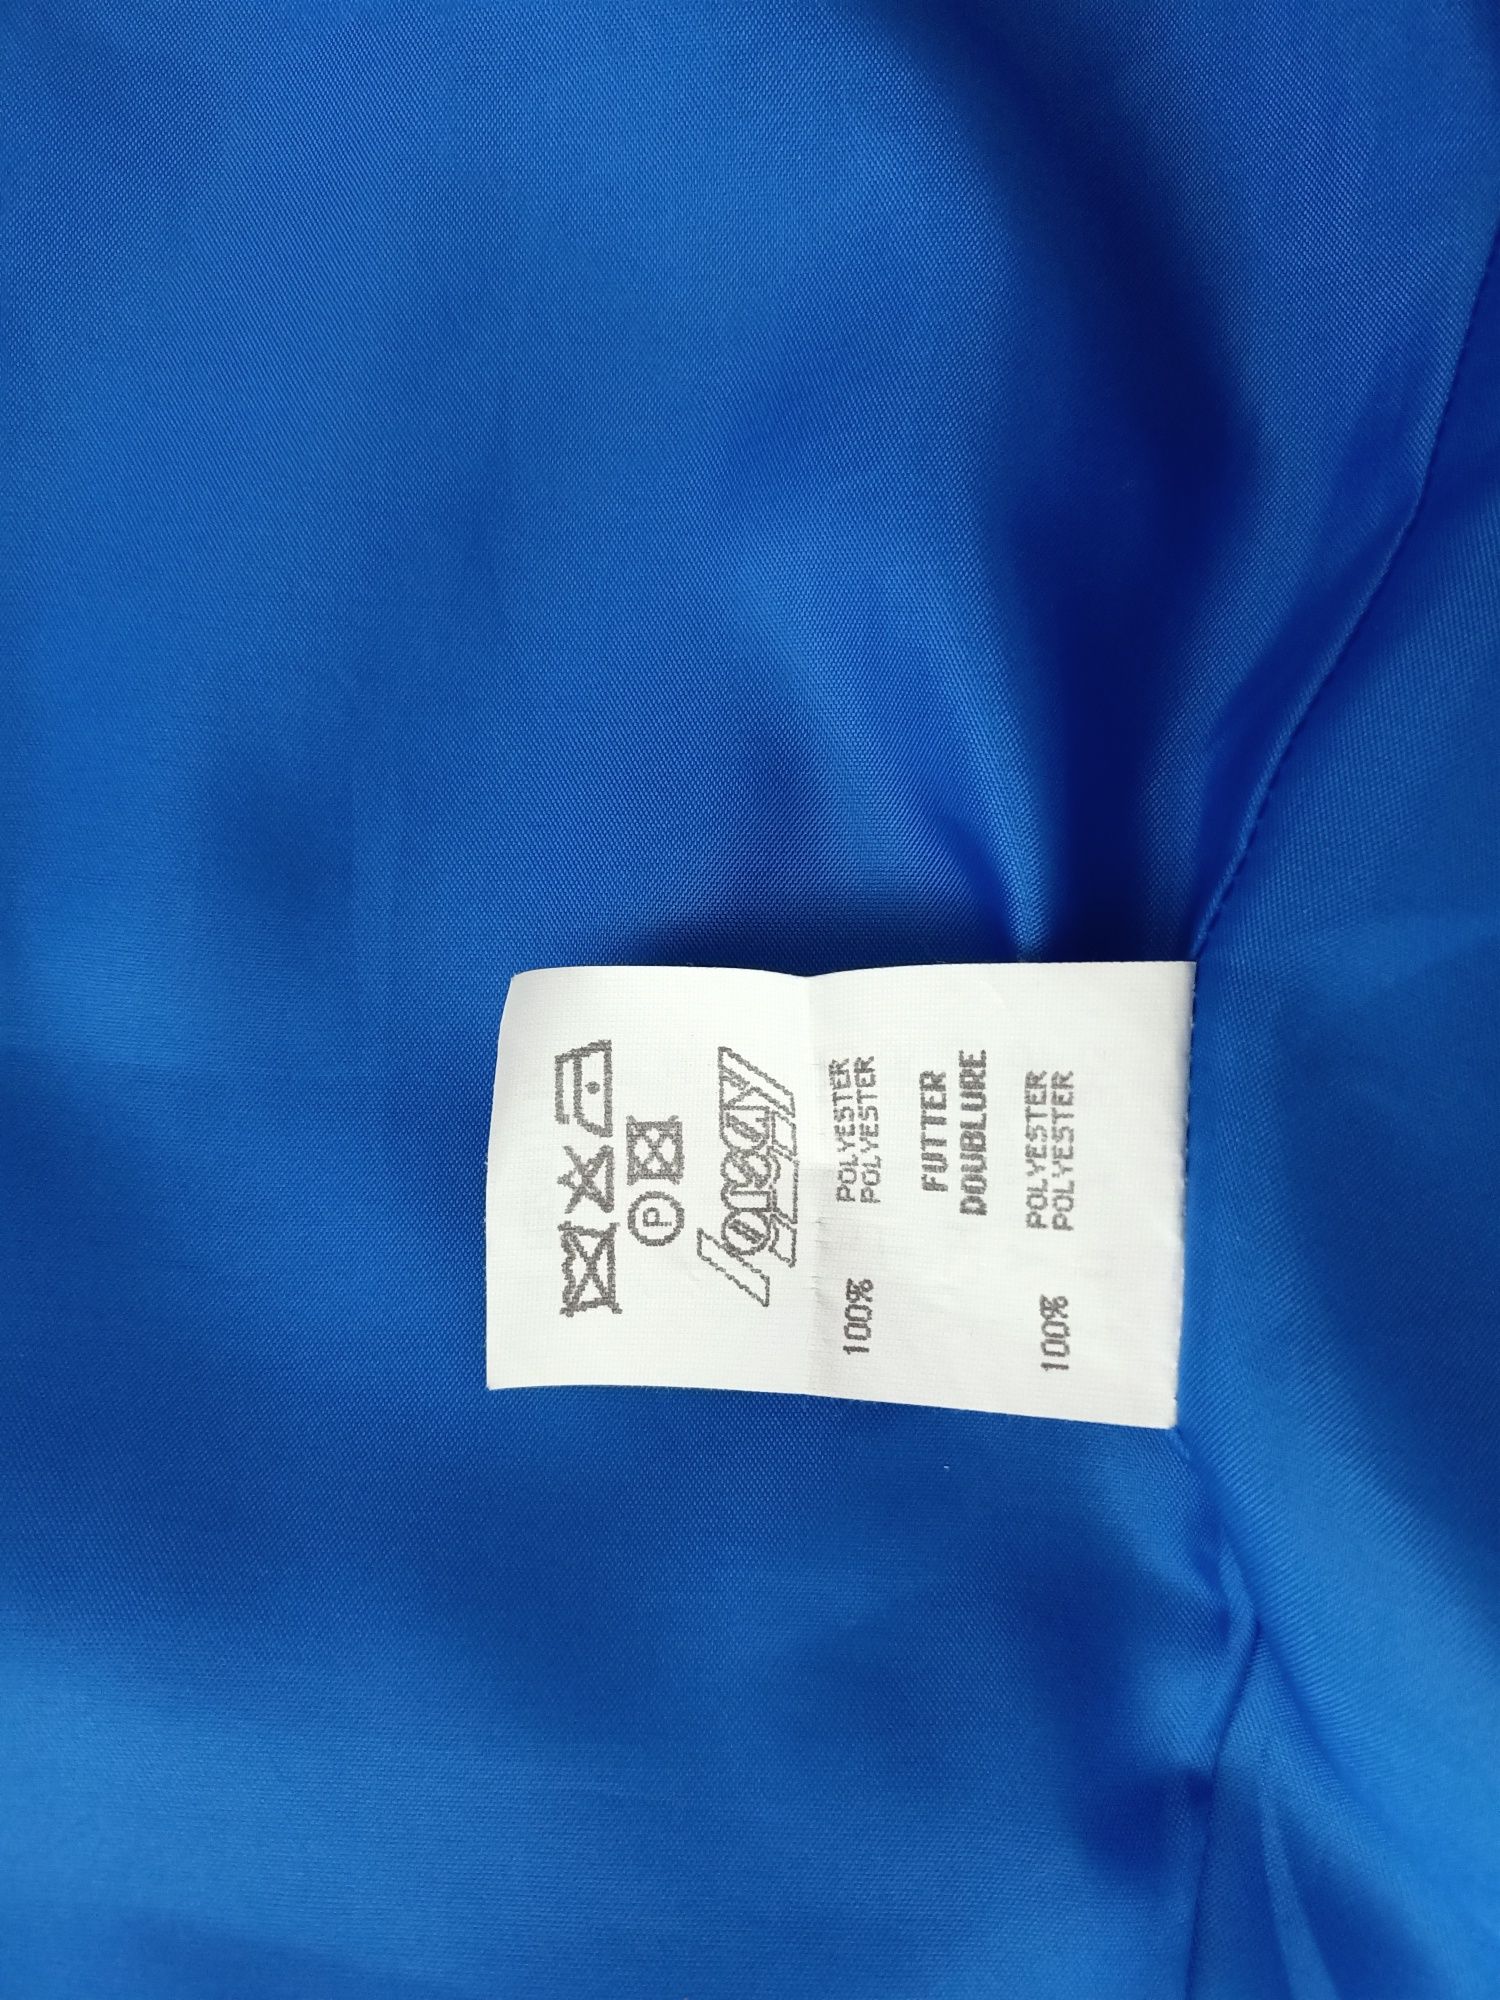 P
100% POLYESTER
POLYESTER
FUTTER
DOUBLURE
100% POLYESTER
POLYESTER